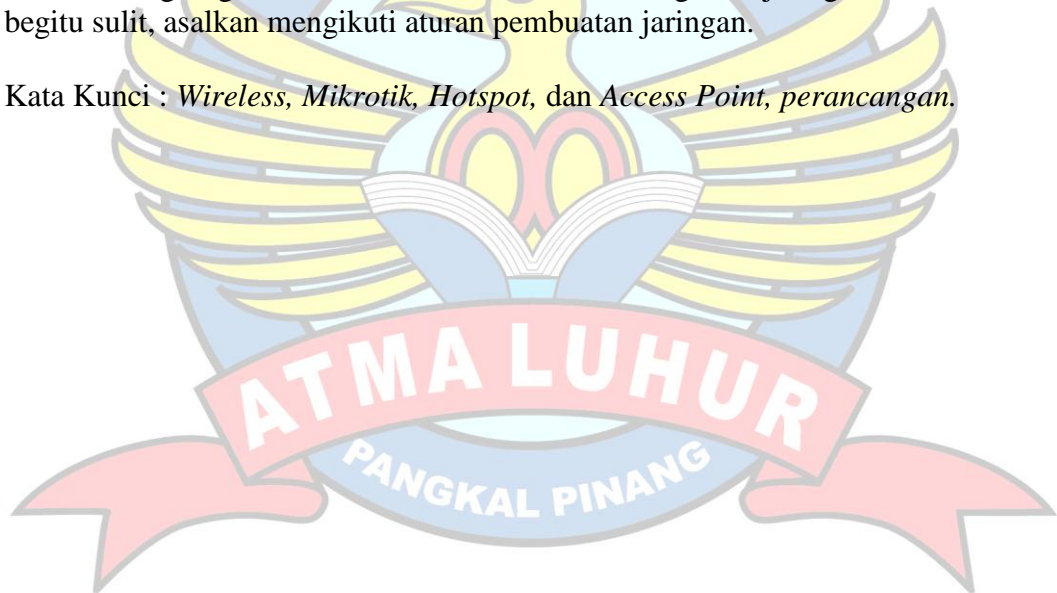 begitu sulit, asalkan mengikuti aturan pembuatan jaringan.
Kata Kunci : Wireless, Mikrotik, Hotspot, dan Access Point, perancangan.
ATMA LUHUR
PANGKAL PINANG